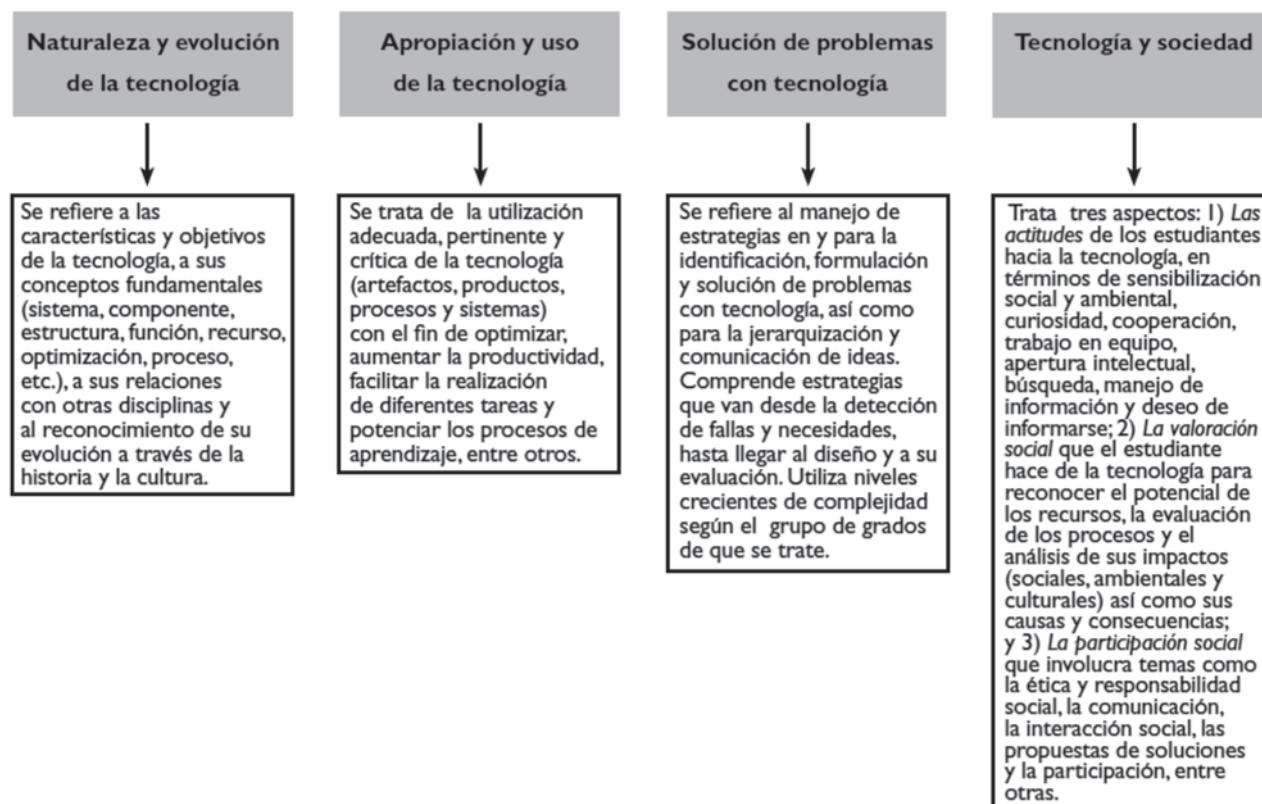 Naturaleza y evolución
de la tecnología
Se refiere a las
características y objetivos
de la tecnología, a sus
conceptos fundamentales
(sistema, componente,
estructura, función, recurso,
optimización, proceso,
etc.), a sus relaciones
con otras disciplinas y
al reconocimiento de su
evolución a través de la
historia y la cultura.
Apropiación y uso
de la tecnología
Se trata de la utilización
adecuada, pertinente y
crítica de la tecnología
(artefactos, productos,
procesos y sistemas)
con el fin de optimizar,
aumentar la productividad,
facilitar la realización
de diferentes tareas y
potenciar los procesos de
aprendizaje, entre otros.
Solución de problemas
con tecnología
Se refiere al manejo de
estrategias en y para la
identificación, formulación
y solución de problemas
con tecnología, así como
para la jerarquización y
comunicación de ideas.
Comprende estrategias
que van desde la detección
de fallas y necesidades,
hasta llegar al diseño y a su
evaluación. Utiliza niveles
crecientes de complejidad
según el grupo de grados
de que se trate.
Tecnología y sociedad
Trata tres aspectos: 1) Las
actitudes de los estudiantes
hacia la tecnología, en
términos de sensibilización
social y ambiental,
curiosidad, cooperación,
trabajo en equipo,
apertura intelectual,
búsqueda, manejo de
información y deseo de
informarse; 2) La valoración
social que el estudiante
hace de la tecnología para
reconocer el potencial de
los recursos, la evaluación
de los procesos y el
análisis de sus impactos
(sociales, ambientales y
culturales) así como sus
causas y consecuencias;
y 3) La participación social
que involucra temas como
la ética y responsabilidad
social, la comunicación,
la interacción social, las
propuestas de soluciones
y la participación, entre
otras.